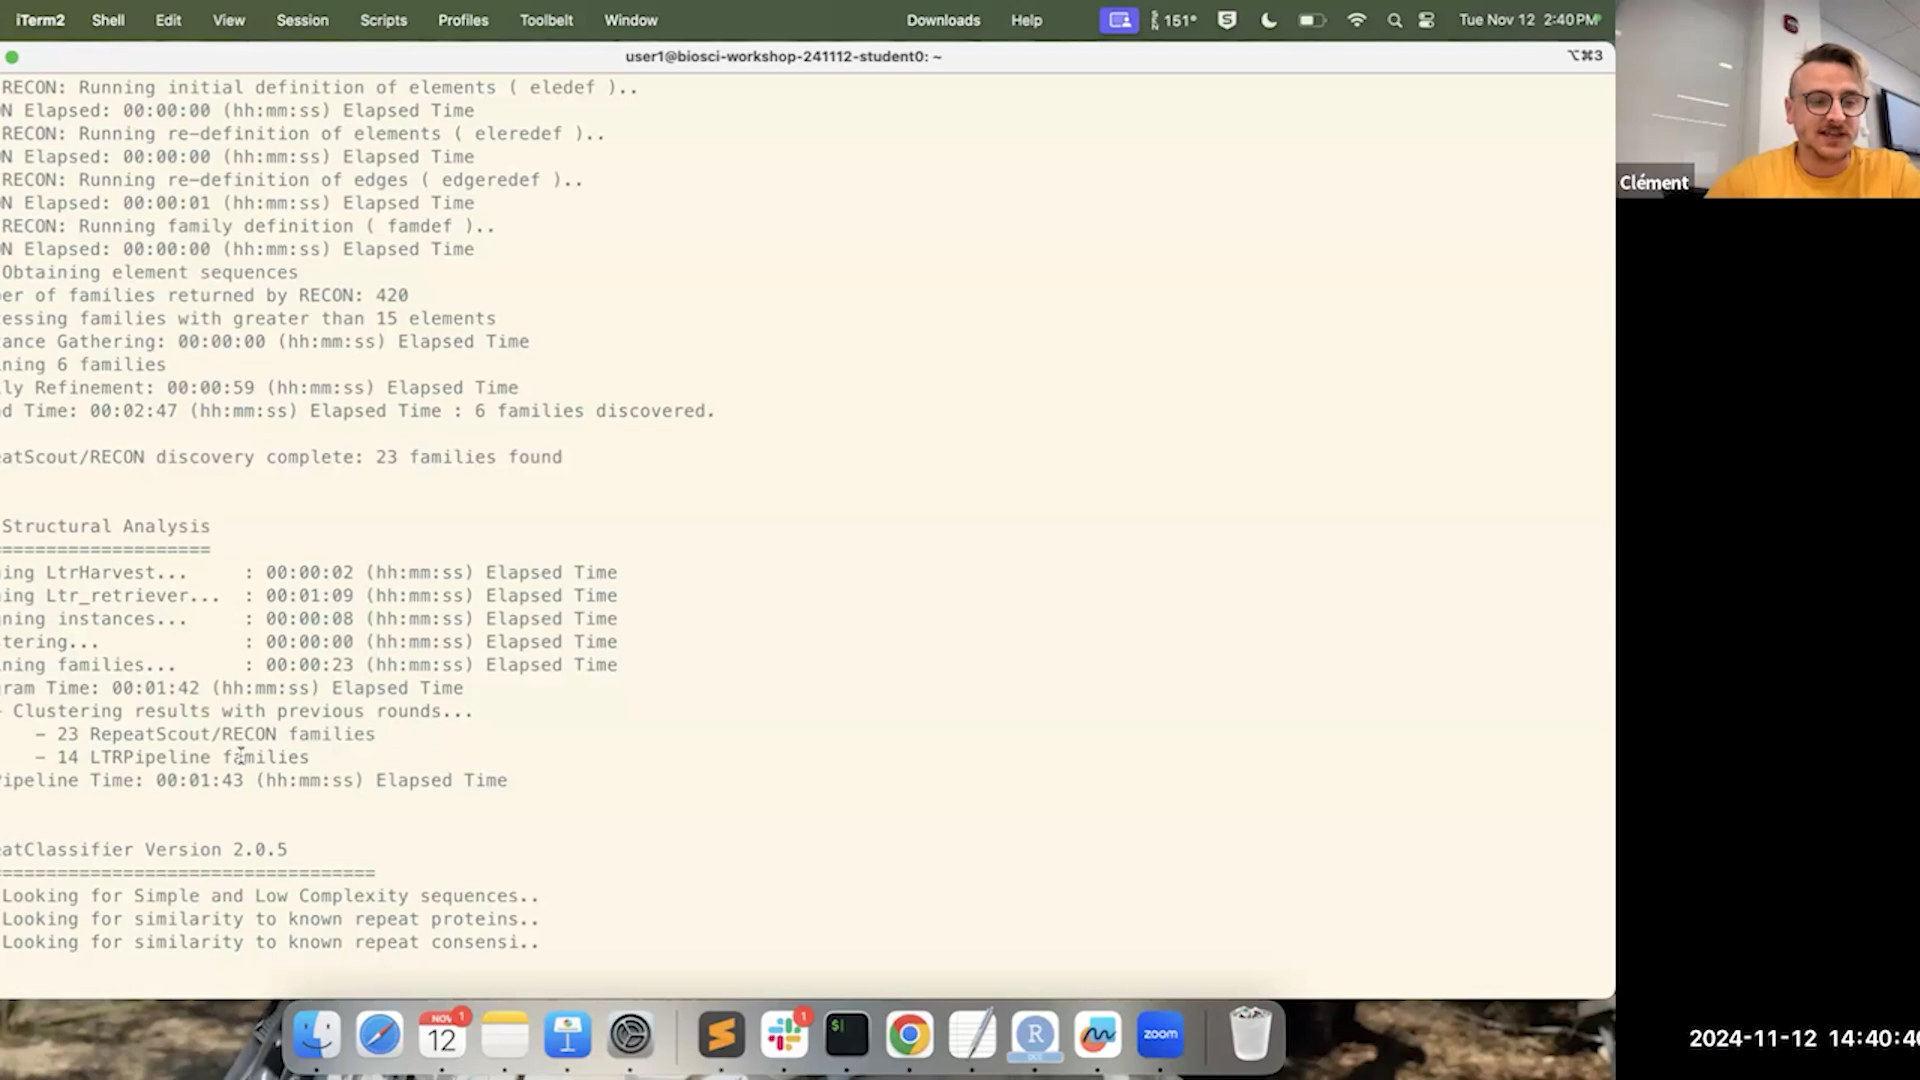 iTerm2 Shell Edit View Session Scripts Profiles Toolbelt Window Downloads Help SEN 151° S Tue Nov 12 2:40 PM
user1@biosci-workshop-241112-student0: ~ ⌥⌘3
RECON: Running initial definition of elements ( eledef )..
N Elapsed: 00:00:00 (hh:mm:ss) Elapsed Time
RECON: Running re-definition of elements ( eleredef )..
N Elapsed: 00:00:00 (hh:mm:ss) Elapsed Time
RECON: Running re-definition of edges ( edgeredef )..
N Elapsed: 00:00:01 (hh:mm:ss) Elapsed Time
RECON: Running family definition ( famdef )..
N Elapsed: 00:00:00 (hh:mm:ss) Elapsed Time
Obtaining element sequences
er of families returned by RECON: 420
essing families with greater than 15 elements
ance Gathering: 00:00:00 (hh:mm:ss) Elapsed Time
ning 6 families
ly Refinement: 00:00:59 (hh:mm:ss) Elapsed Time
d Time: 00:02:47 (hh:mm:ss) Elapsed Time : 6 families discovered.
eatScout/RECON discovery complete: 23 families found
Structural Analysis
===================
ing LtrHarvest... : 00:00:02 (hh:mm:ss) Elapsed Time
ing Ltr_retriever... : 00:01:09 (hh:mm:ss) Elapsed Time
gning instances... : 00:00:08 (hh:mm:ss) Elapsed Time
stering... : 00:00:00 (hh:mm:ss) Elapsed Time
ning families... : 00:00:23 (hh:mm:ss) Elapsed Time
gram Time: 00:01:42 (hh:mm:ss) Elapsed Time
- Clustering results with previous rounds...
- 23 RepeatScout/RECON families
- 14 LTRPipeline families
Pipeline Time: 00:01:43 (hh:mm:ss) Elapsed Time
eatClassifier Version 2.0.5
==================================
Looking for Simple and Low Complexity sequences..
Looking for similarity to known repeat proteins..
Looking for similarity to known repeat consensi..
Clément
NOV 12 1
1
$
R
zoom
2024-11-12 14:40:4